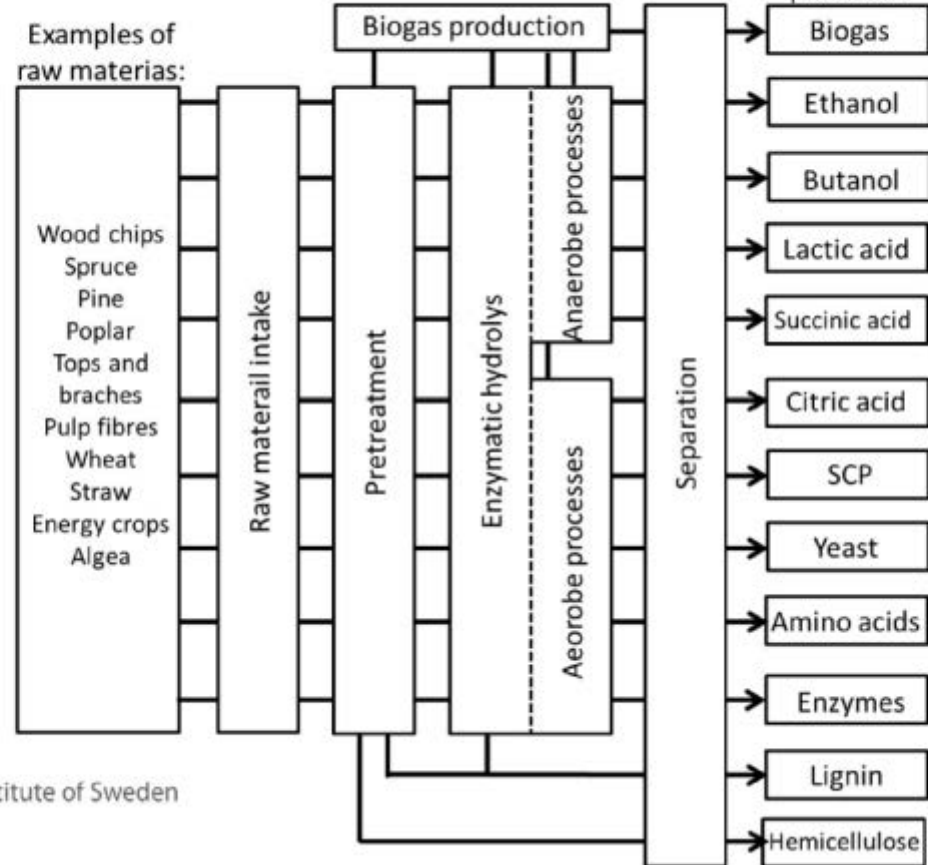 Examples of
raw materias:
Wood chips
Spruce
Pine
Poplar
Tops and
braches
Pulp fibres
Wheat
Straw
Energy crops
Algea
Raw materail intake
Pretreatment
Biogas production
Enzymatic hydrolys
Anaerobe processes
Aeorobe processes
Separation
Biogas
Ethanol
Butanol
Lactic acid
Succinic acid
Citric acid
SCP
Yeast
Amino acids
Enzymes
Lignin
Hemicellulose
titute of Sweden